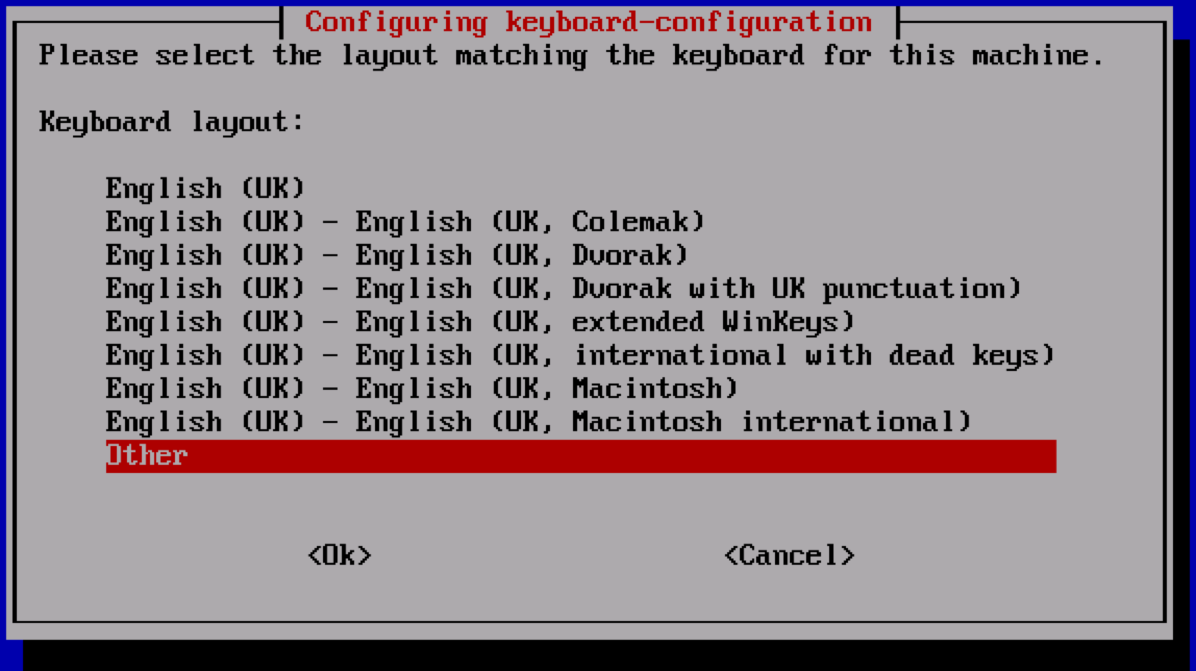 Configuring keyboard-configuration
Please select the layout matching the keyboard for this machine.
Keyboard layout:
English (UK)
English (UK) - English (UK, Colemak)
English (UK) - English (UK, Dvorak)
English (UK) - English (UK, Dvorak with UK punctuation)
English (UK) - English (UK, extended WinKeys)
English (UK) - English (UK, international with dead keys)
English (UK) - English (UK, Macintosh)
English (UK) - English (UK, Macintosh international)
Other
<Ok> <Cancel>